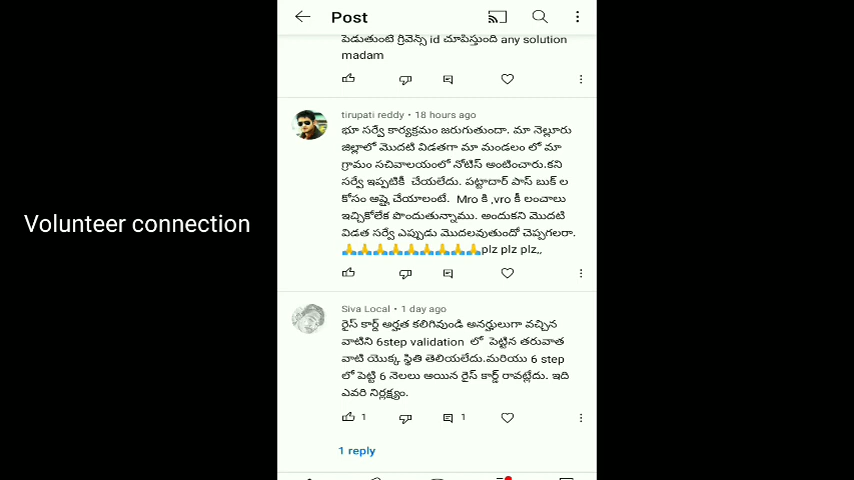 Post
పెడుతుంటే గ్రివెన్స్ id చూపిస్తుంది any solution
madam
tirupati reddy • 18 hours ago
భూ సర్వే కార్యక్రమం జరుగుతుందా. మా నెల్లూరు
జిల్లాలో మొదటి విడతగా మా మండలం లో మా
గ్రామం సచివాలయంలో నోటిస్ అంటించారు.కని
సర్వే ఇప్పటికీ చేయలేదు. పట్టాదార్ పాస్ బుక్ ల
కోసం అప్లై చేయాలంటే. Mro కి ,vro కీ లంచాలు
ఇచ్చికోలేక పొందుతున్నాము. అందుకని మొదటి
విడత సర్వే ఎప్పుడు మొదలవుతుందో చెప్పగలరా.
🙏🙏🙏🙏🙏🙏🙏🙏🙏plz plz plz,,
Volunteer connection
Siva Local • 1 day ago
రైస్ కార్డ్ అర్హత కలిగివుండి అనర్హులుగా వచ్చిన
వాటిని 6step validation లో పెట్టిన తరువాత
వాటి యొక్క స్థితి తెలియలేదు.మరియు 6 step
లో పెట్టి 6 నెలలు అయిన రైస్ కార్డ్ రావట్లేదు. ఇది
ఎవరి నిర్లక్ష్యం.
1 1
1 reply